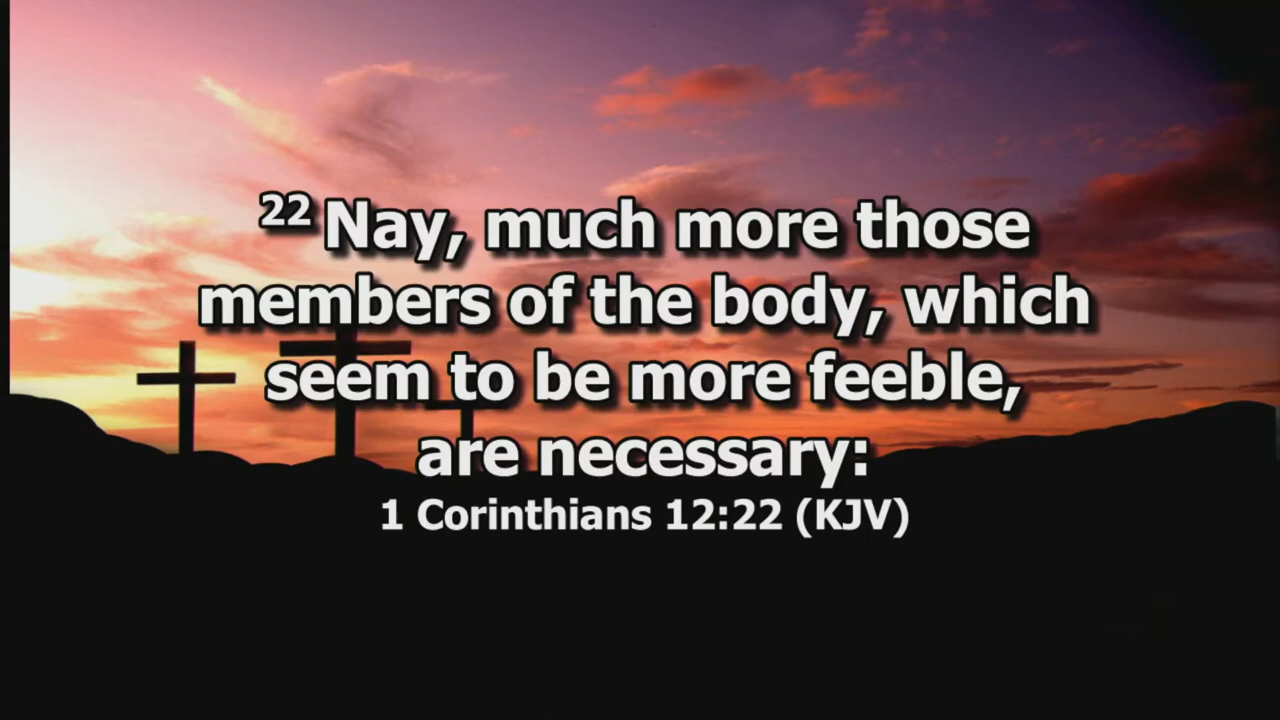 22 Nay, much more those
members of the body, which
seem to be more feeble,
are necessary:
1 Corinthians 12:22 (KJV)